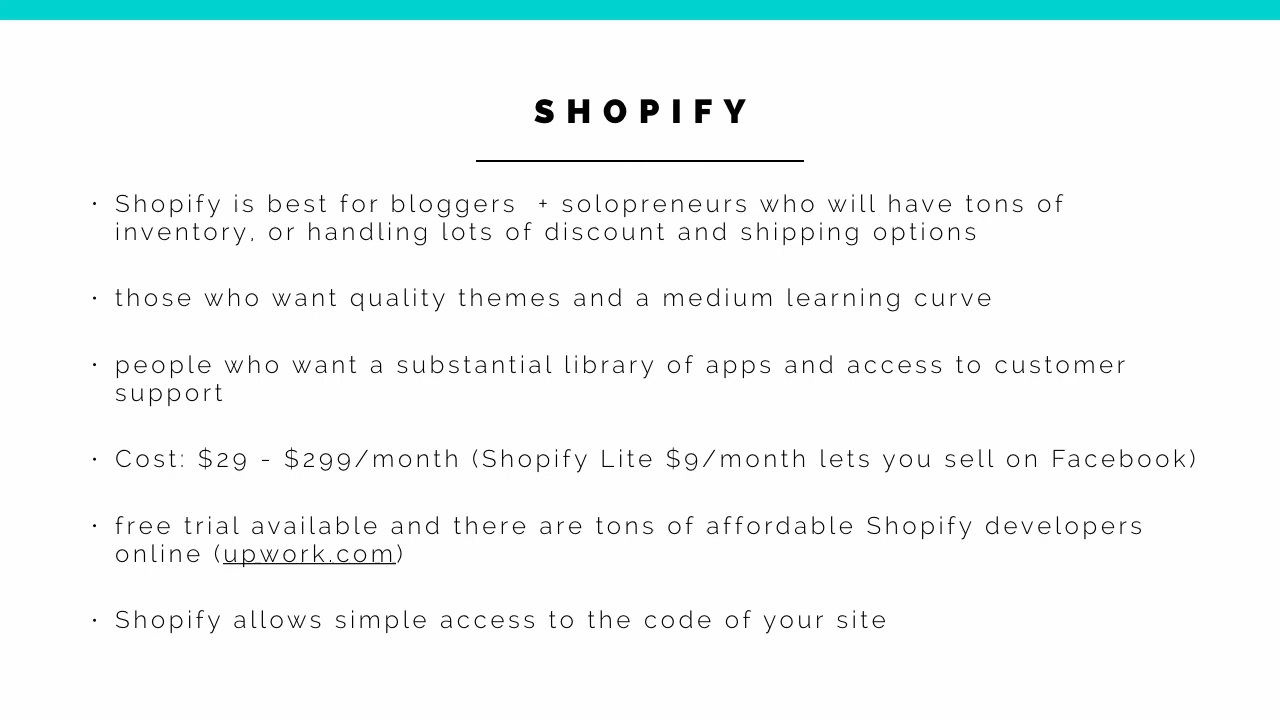 SHOPIFY
• Shopify is best for bloggers  + solopreneurs who will have tons of
inventory, or handling lots of discount and shipping options
• those who want quality themes and a medium learning curve
• people who want a substantial library of apps and access to customer
support
• Cost: $29 - $299/month (Shopify Lite $9/month lets you sell on Facebook)
• free trial available and there are tons of affordable Shopify developers
online (upwork.com)
• Shopify allows simple access to the code of your site